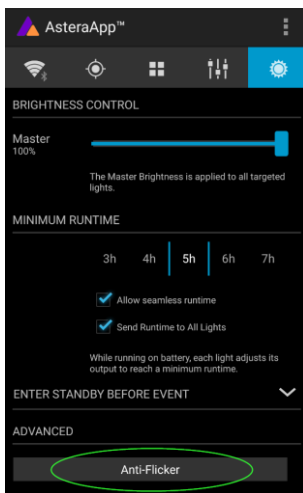 AsteraApp™
BRIGHTNESS CONTROL
Master
100%
The Master Brightness is applied to all targeted
lights.
MINIMUM RUNTIME
3h 4h 5h 6h 7h
Allow seamless runtime
Send Runtime to All Lights
While running on battery, each light adjusts its
output to reach a minimum runtime.
ENTER STANDBY BEFORE EVENT
ADVANCED
Anti-Flicker